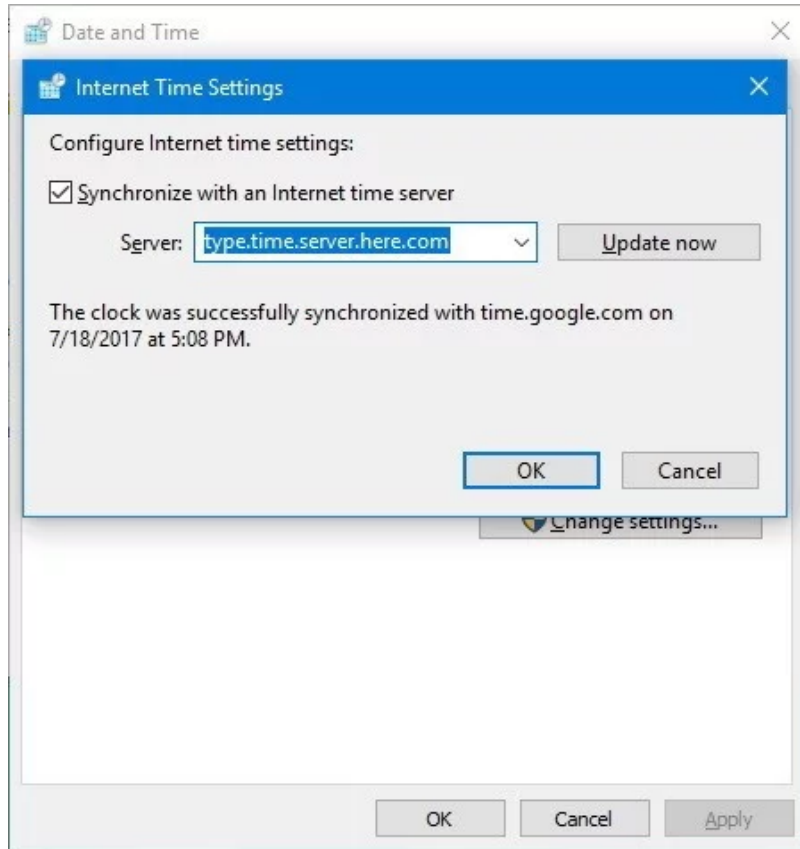 Date and Time
Internet Time Settings
Configure Internet time settings:
Synchronize with an Internet time server
Server: type.time.server.here.com Update now
The clock was successfully synchronized with time.google.com on
7/18/2017 at 5:08 PM.
OK Cancel
Change settings...
OK Cancel Apply